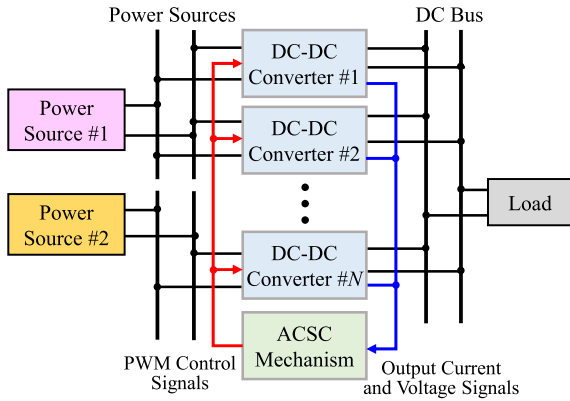 Power Sources
DC Bus
DC-DC
Converter #1
Power
Source #1
DC-DC
Converter #2
Power
Source #2
Load
DC-DC
Converter #N
ACSC
Mechanism
PWM Control
Signals
Output Current
and Voltage Signals